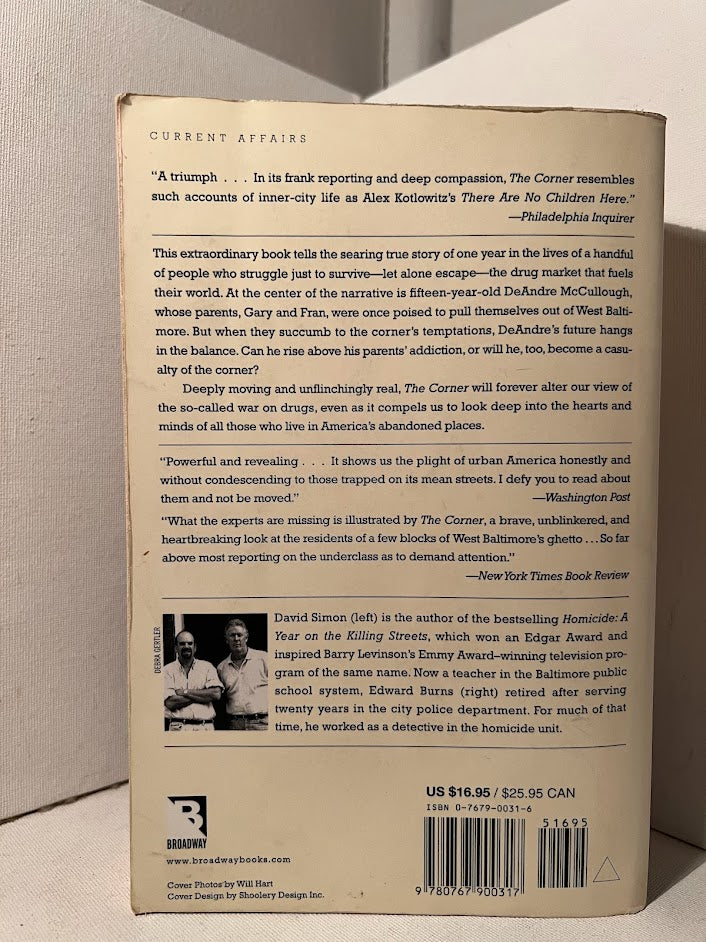 CURRENT AFFAIRS
“A triumph . . . In its frank reporting and deep compassion, The Corner resembles
such accounts of inner-city life as Alex Kotlowitz’s There Are No Children Here.”
—Philadelphia Inquirer
This extraordinary book tells the searing true story of one year in the lives of a handful
of people who struggle just to survive—let alone escape—the drug market that fuels
their world. At the center of the narrative is fifteen-year-old DeAndre McCullough,
whose parents, Gary and Fran, were once poised to pull themselves out of West Balti-
more. But when they succumb to the corner’s temptations, DeAndre’s future hangs
in the balance. Can he rise above his parents’ addiction, or will he, too, become a casu-
alty of the corner?
Deeply moving and unflinchingly real, The Corner will forever alter our view of
the so-called war on drugs, even as it compels us to look deep into the hearts and
minds of all those who live in America’s abandoned places.
“Powerful and revealing . . . It shows us the plight of urban America honestly and
without condescending to those trapped on its mean streets. I defy you to read about
them and not be moved.” —Washington Post
“What the experts are missing is illustrated by The Corner, a brave, unblinkered, and
heartbreaking look at the residents of a few blocks of West Baltimore’s ghetto ... So far
above most reporting on the underclass as to demand attention.”
—New York Times Book Review
DEBRA GERTLER
David Simon (left) is the author of the bestselling Homicide: A
Year on the Killing Streets, which won an Edgar Award and
inspired Barry Levinson’s Emmy Award–winning television pro-
gram of the same name. Now a teacher in the Baltimore public
school system, Edward Burns (right) retired after serving
twenty years in the city police department. For much of that
time, he worked as a detective in the homicide unit.
B
BROADWAY
www.broadwaybooks.com
Cover Photos by Will Hart
Cover Design by Shoolery Design Inc.
US $16.95 / $25.95 CAN
ISBN 0-7679-0031-6
51695
9 780767 900317